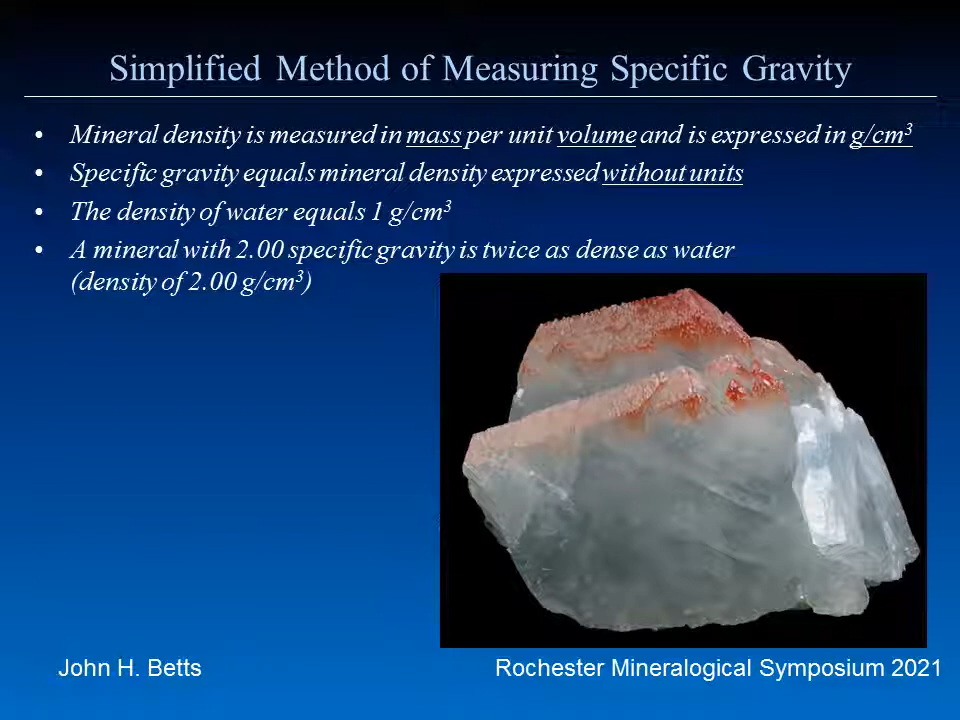 Simplified Method of Measuring Specific Gravity
• Mineral density is measured in mass per unit volume and is expressed in g/cm³
• Specific gravity equals mineral density expressed without units
• The density of water equals 1 g/cm³
• A mineral with 2.00 specific gravity is twice as dense as water
(density of 2.00 g/cm³)
John H. Betts
Rochester Mineralogical Symposium 2021